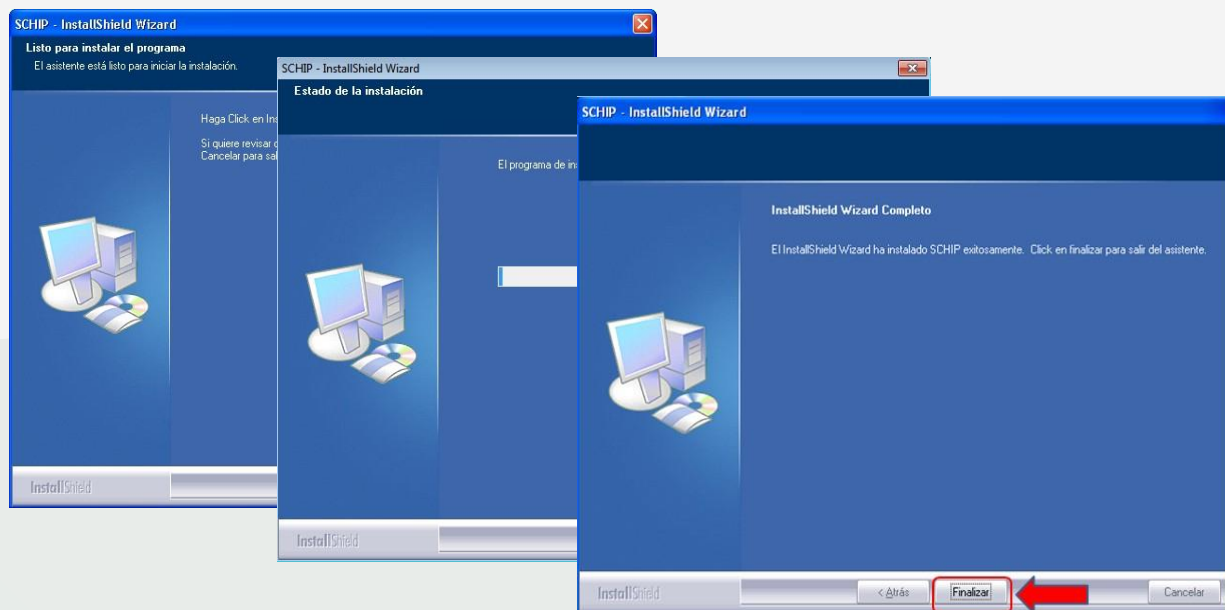 SCHIP - InstallShield Wizard
Listo para instalar el programa
El asistente está listo para iniciar la instalación.
Haga Click en
Si quiere revisar
Cancelar para
InstallShield
SCHIP - InstallShield Wizard
Estado de la instalación
El programa de
InstallShield
SCHIP - InstallShield Wizard
InstallShield Wizard Completo
El InstallShield Wizard ha instalado SCHIP exitosamente. Click en finalizar para salir del asistente.
InstallShield
< Atrás
Finalizar
Cancelar